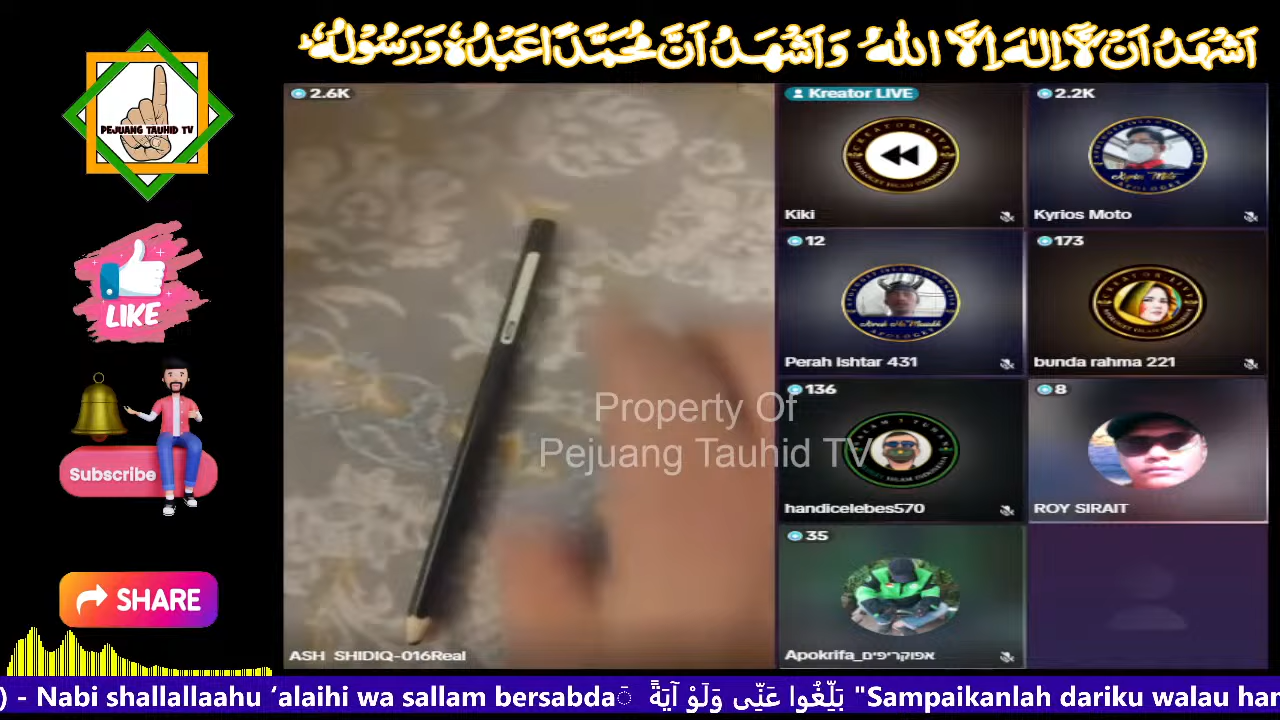 اَشْهَدُ اَنْ لَّا اِلٰهَ اِلَّا اللهُ وَاَشْهَدُ اَنَّ مُحَمَّدًا عَبْدُهٗ وَرَسُوْلُهٗ
PEJUANG TAUHID TV
LIKE
Subscribe
SHARE
2.6K
Kreator LIVE
2.2K
Kiki
Kyrios Moto
12
173
Perah Ishtar 431
bunda rahma 221
136
8
Property Of
Pejuang Tauhid TV
handicelebes570
ROY SIRAIT
35
ASH SHIDIQ-016Real
Apokrifa_אפוקריפים
) - Nabi shallallaahu ‘alaihi wa sallam bersabda بَلِّغُوا عَنِّى وَلَوْ آيَةً "Sampaikanlah dariku walau han